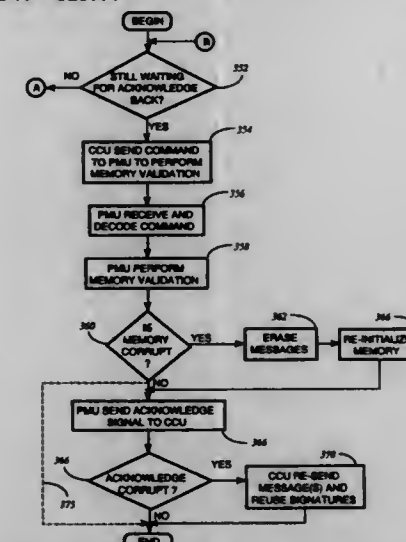 BEGIN
B
A
NO
STILL WAITING
FOR ACKNOWLEDGE
BACK?
352
YES
354
CCU SEND COMMAND
TO PMU TO PERFORM
MEMORY VALIDATION
356
PMU RECEIVE AND
DECODE COMMAND
358
PMU PERFORM
MEMORY VALIDATION
360
IS
MEMORY
CORRUPT
?
YES
362
ERASE
MESSAGES
366
RE-INITIALIZE
MEMORY
NO
PMU SEND ACKNOWLEDGE
SIGNAL TO CCU
366
366
ACKNOWLEDGE
CORRUPT ?
YES
370
CCU RE-SEND
MESSAGE(S) AND
REUSE SIGNATURES
375
NO
END